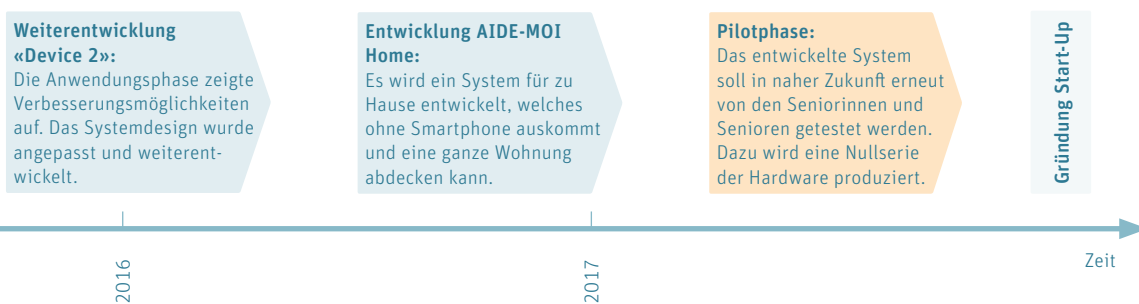 Weiterentwicklung
«Device 2»:
Die Anwendungsphase zeigte
Verbesserungsmöglichkeiten
auf. Das Systemdesign wurde
angepasst und weiterent-
wickelt.
Entwicklung AIDE-MOI
Home:
Es wird ein System für zu
Hause entwickelt, welches
ohne Smartphone auskommt
und eine ganze Wohnung
abdecken kann.
Pilotphase:
Das entwickelte System
soll in naher Zukunft erneut
von den Seniorinnen und
Senioren getestet werden.
Dazu wird eine Nullserie
der Hardware produziert.
Gründung Start-Up
2016
2017
Zeit